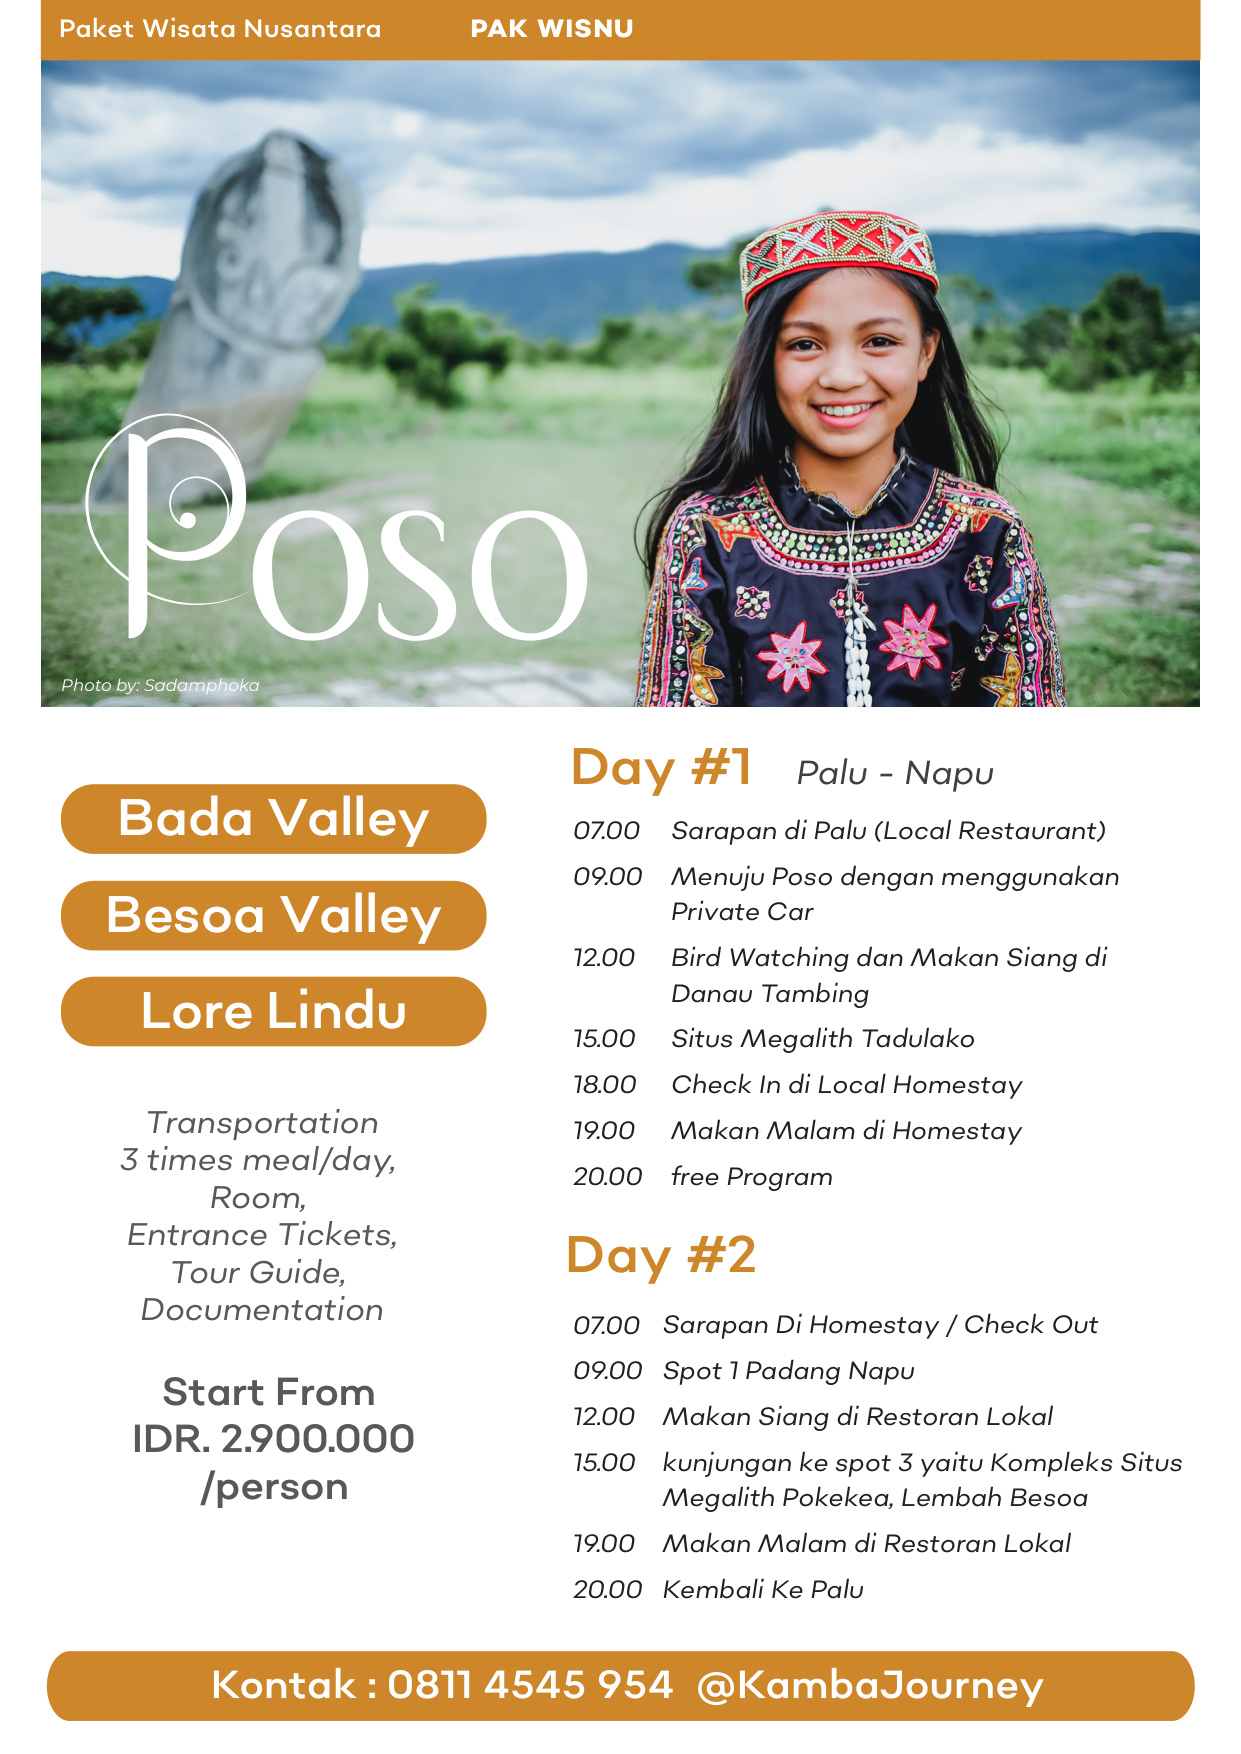 Paket Wisata Nusantara PAK WISNU
Poso
Photo by: Sadamphoka
Bada Valley
Besoa Valley
Lore Lindu
Transportation
3 times meal/day,
Room,
Entrance Tickets,
Tour Guide,
Documentation
Start From
IDR. 2.900.000
/person
Day #1 Palu - Napu
07.00 Sarapan di Palu (Local Restaurant)
09.00 Menuju Poso dengan menggunakan
Private Car
12.00 Bird Watching dan Makan Siang di
Danau Tambing
15.00 Situs Megalith Tadulako
18.00 Check In di Local Homestay
19.00 Makan Malam di Homestay
20.00 free Program
Day #2
07.00 Sarapan Di Homestay / Check Out
09.00 Spot 1 Padang Napu
12.00 Makan Siang di Restoran Lokal
15.00 kunjungan ke spot 3 yaitu Kompleks Situs
Megalith Pokekea, Lembah Besoa
19.00 Makan Malam di Restoran Lokal
20.00 Kembali Ke Palu
Kontak : 0811 4545 954 @KambaJourney